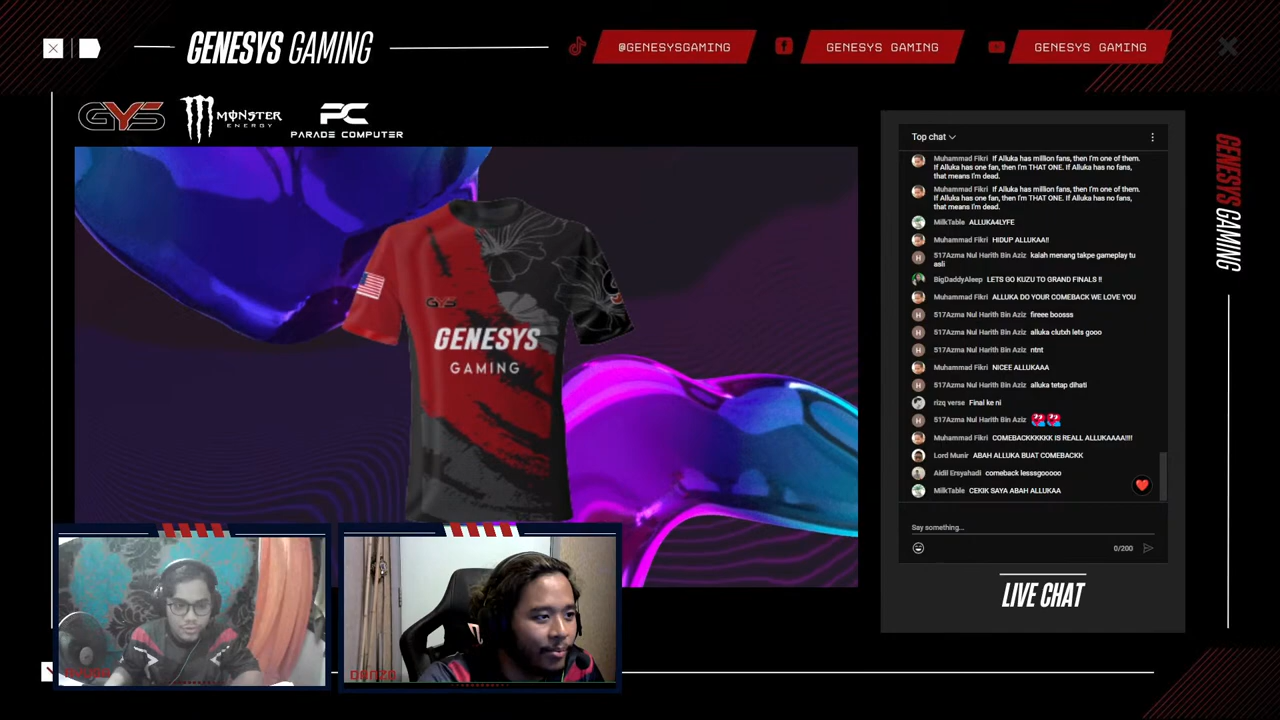 GENESYS GAMING
@GENESYSGAMING
GENESYS GAMING
GENESYS GAMING
GYS
MONSTER
ENERGY
PC
PARADE COMPUTER
GYS
GENESYS
GAMING
Top chat
Muhammad Fikri If Alluka has million fans, then I'm one of them.
If Alluka has one fan, then I'm THAT ONE. If Alluka has no fans,
that means I'm dead.
Muhammad Fikri If Alluka has million fans, then I'm one of them.
If Alluka has one fan, then I'm THAT ONE. If Alluka has no fans,
that means I'm dead.
MilkTable ALLUKA4LYFE
Muhammad Fikri HIDUP ALLUKAA!!
517Azma Nul Harith Bin Aziz kalah menang takpe gameplay tu
asli
BigDaddyAleep LETS GO KUZU TO GRAND FINALS !!
Muhammad Fikri ALLUKA DO YOUR COMEBACK WE LOVE YOU
517Azma Nul Harith Bin Aziz fireee boosss
517Azma Nul Harith Bin Aziz alluka clutxh lets gooo
517Azma Nul Harith Bin Aziz ntnt
Muhammad Fikri NICEE ALLUKAAA
517Azma Nul Harith Bin Aziz alluka tetap dihati
rizq verse Final ke ni
517Azma Nul Harith Bin Aziz
Muhammad Fikri COMEBACKKKKKK IS REALL ALLUKAAAA!!!!
Lord Munir ABAH ALLUKA BUAT COMEBACKK
Aidil Ersyahadi comeback lessgooooo
MilkTable CEKIK SAYA ABAH ALLUKAA
Say something...
0/200
LIVE CHAT
GENESYS GAMING